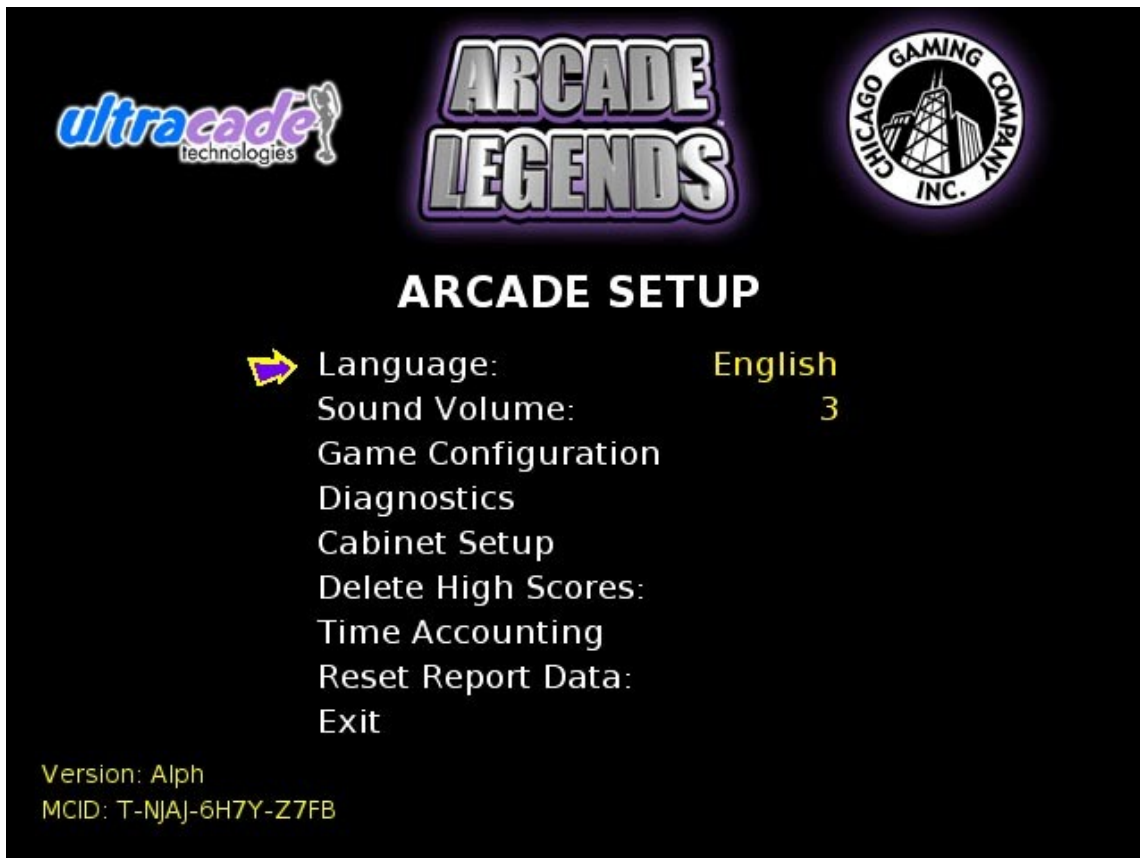 ultracade
technologies
ARCADE
LEGENDS™
CHICAGO GAMING COMPANY
INC.
ARCADE SETUP
Language: English
Sound Volume: 3
Game Configuration
Diagnostics
Cabinet Setup
Delete High Scores:
Time Accounting
Reset Report Data:
Exit
Version: Alph
MCID: T-NJAJ-6H7Y-Z7FB